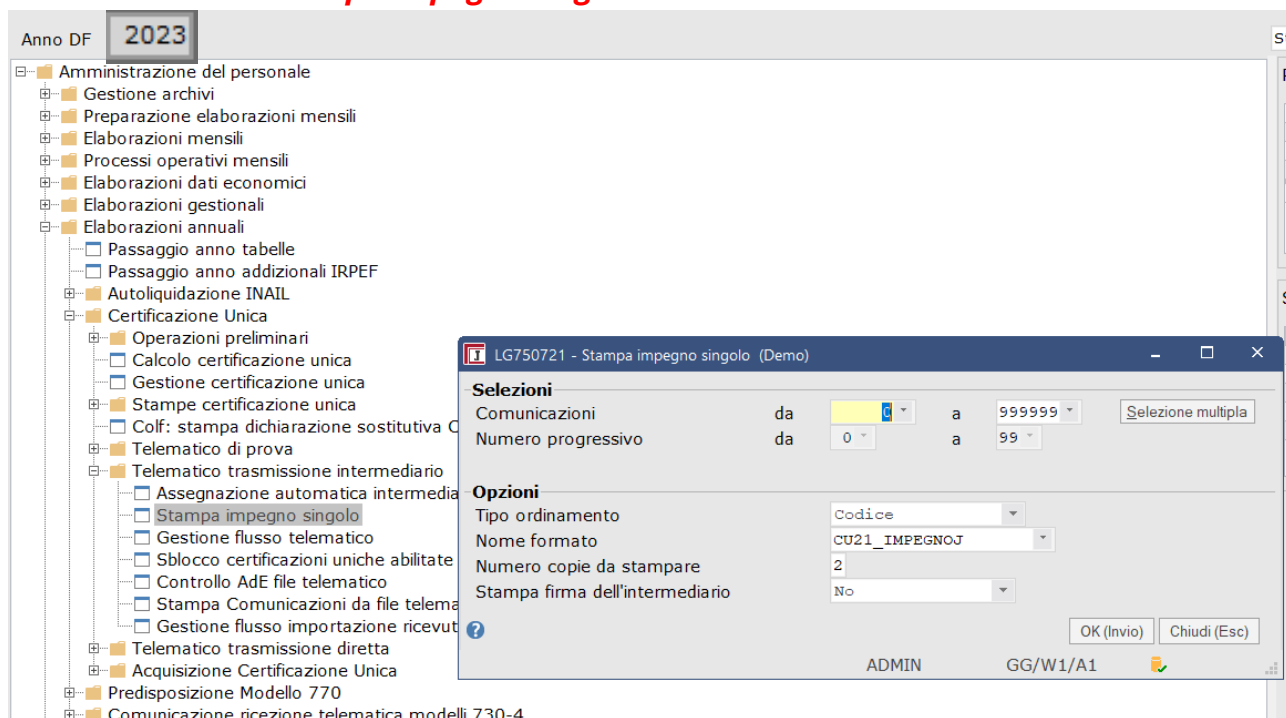 Anno DF 2023
Amministrazione del personale
Gestione archivi
Preparazione elaborazioni mensili
Elaborazioni mensili
Processi operativi mensili
Elaborazioni dati economici
Elaborazioni gestionali
Elaborazioni annuali
Passaggio anno tabelle
Passaggio anno addizionali IRPEF
Autoliquidazione INAIL
Certificazione Unica
Operazioni preliminari
Calcolo certificazione unica
Gestione certificazione unica
Stampe certificazione unica
Colf: stampa dichiarazione sostitutiva C
Telematico di prova
Telematico trasmissione intermediario
Assegnazione automatica intermedia
Stampa impegno singolo
Gestione flusso telematico
Sblocco certificazioni uniche abilitate
Controllo AdE file telematico
Stampa Comunicazioni da file telema
Gestione flusso importazione ricevut
Telematico trasmissione diretta
Acquisizione Certificazione Unica
Predisposizione Modello 770
Comunicazione ricezione telematica modelli 730-4
LG750721 - Stampa impegno singolo (Demo)
Selezioni
Comunicazioni da 0 a 999999 Selezione multipla
Numero progressivo da 0 a 99
Opzioni
Tipo ordinamento Codice
Nome formato CU21_IMPEGNOJ
Numero copie da stampare 2
Stampa firma dell'intermediario No
OK (Invio) Chiudi (Esc)
ADMIN GG/W1/A1